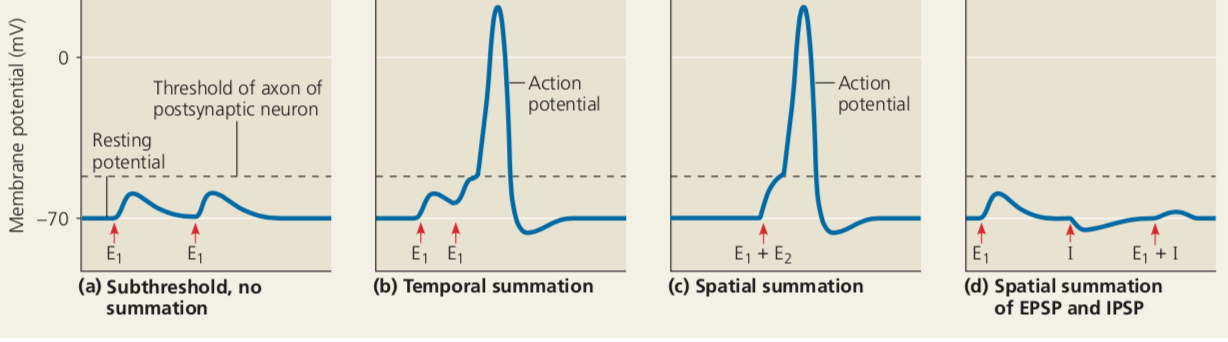 Membrane potential (mV)
0
–70
Threshold of axon of
postsynaptic neuron
Resting
potential
E1
E1
(a) Subthreshold, no
summation
Action
potential
E1
E1
(b) Temporal summation
Action
potential
E1 + E2
(c) Spatial summation
E1
I
E1 + I
(d) Spatial summation
of EPSP and IPSP